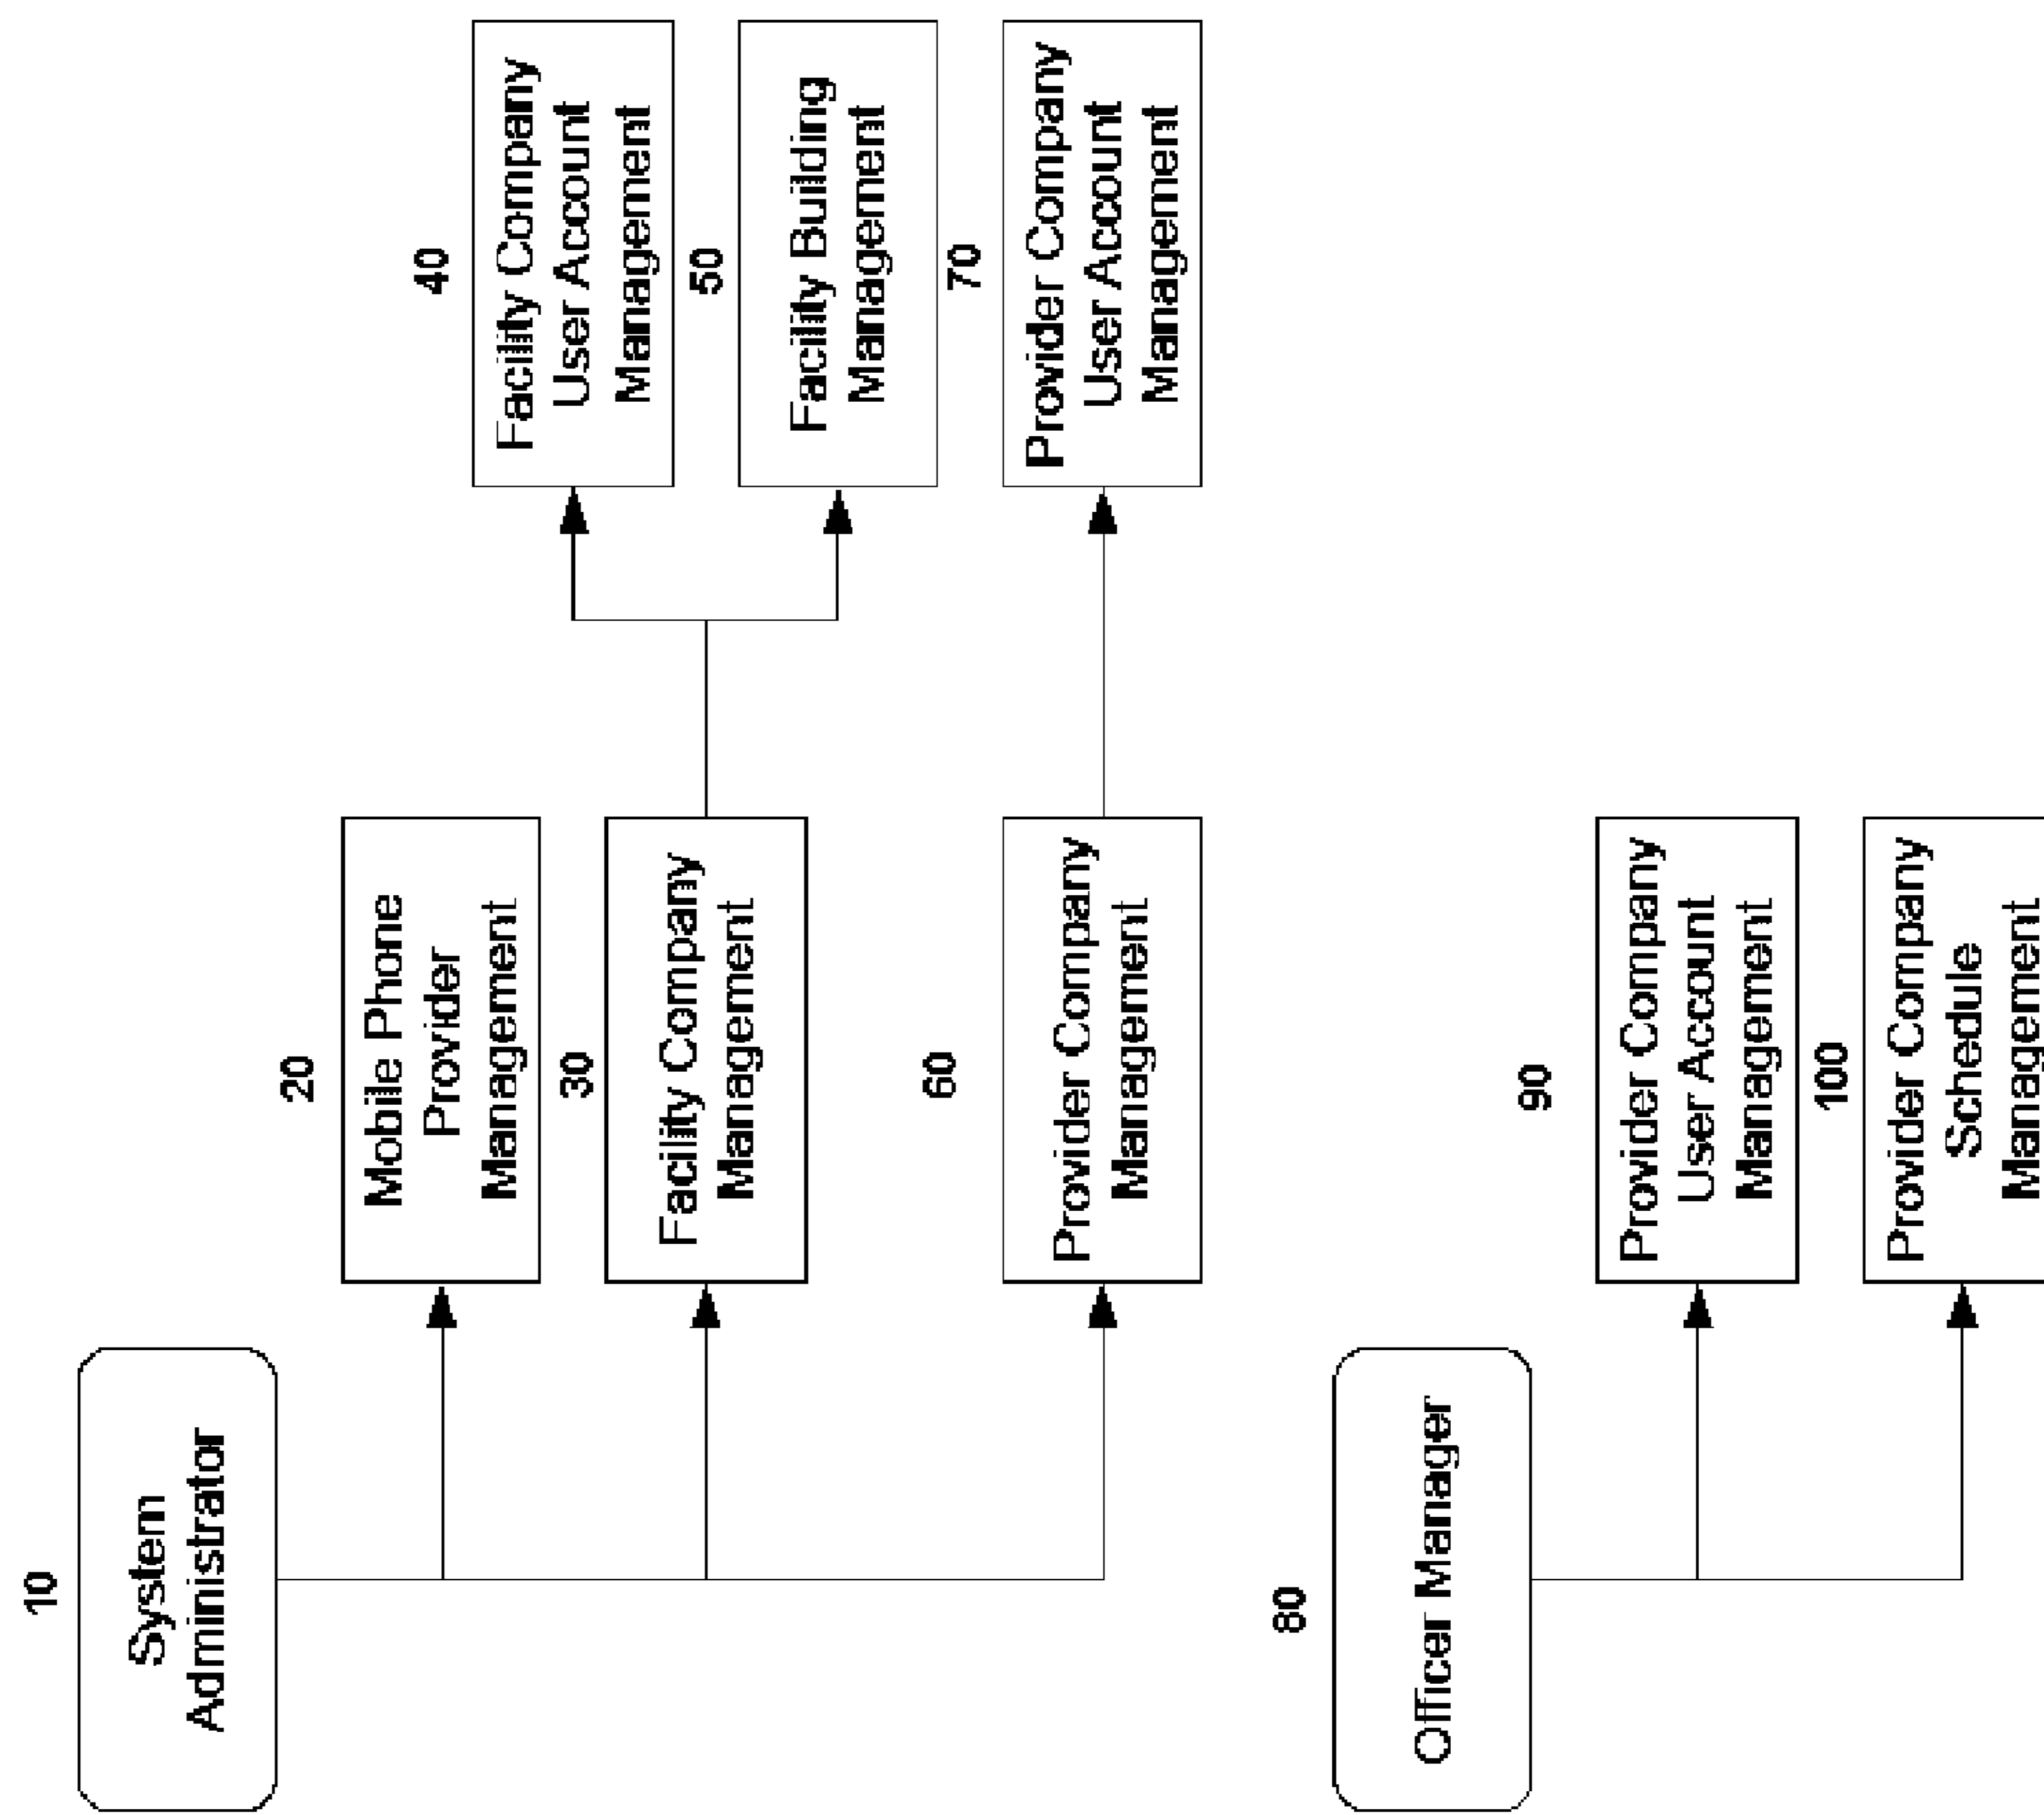 10
System
Administrator
20
Mobile Phone
Provider
Management
30
Facility Company
Management
40
Facility Company
User Account
Management
50
Facility Building
Management
60
Provider Company
Management
70
Provider Company
User Account
Management
80
Officer Manager
90
Provider Company
User Account
Management
100
Provider Company
Schedule
Management